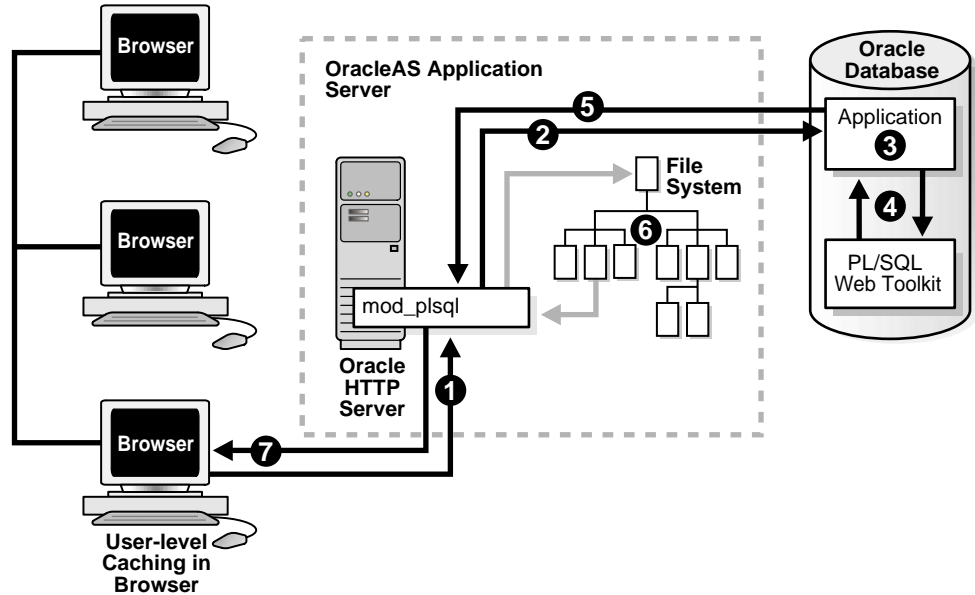 Browser
OracleAS Application
Server
Oracle
Database
5
2
Application
3
File
System
4
6
Browser
PL/SQL
Web Toolkit
mod_plsql
Oracle
HTTP
Server
1
Browser
7
User-level
Caching in
Browser